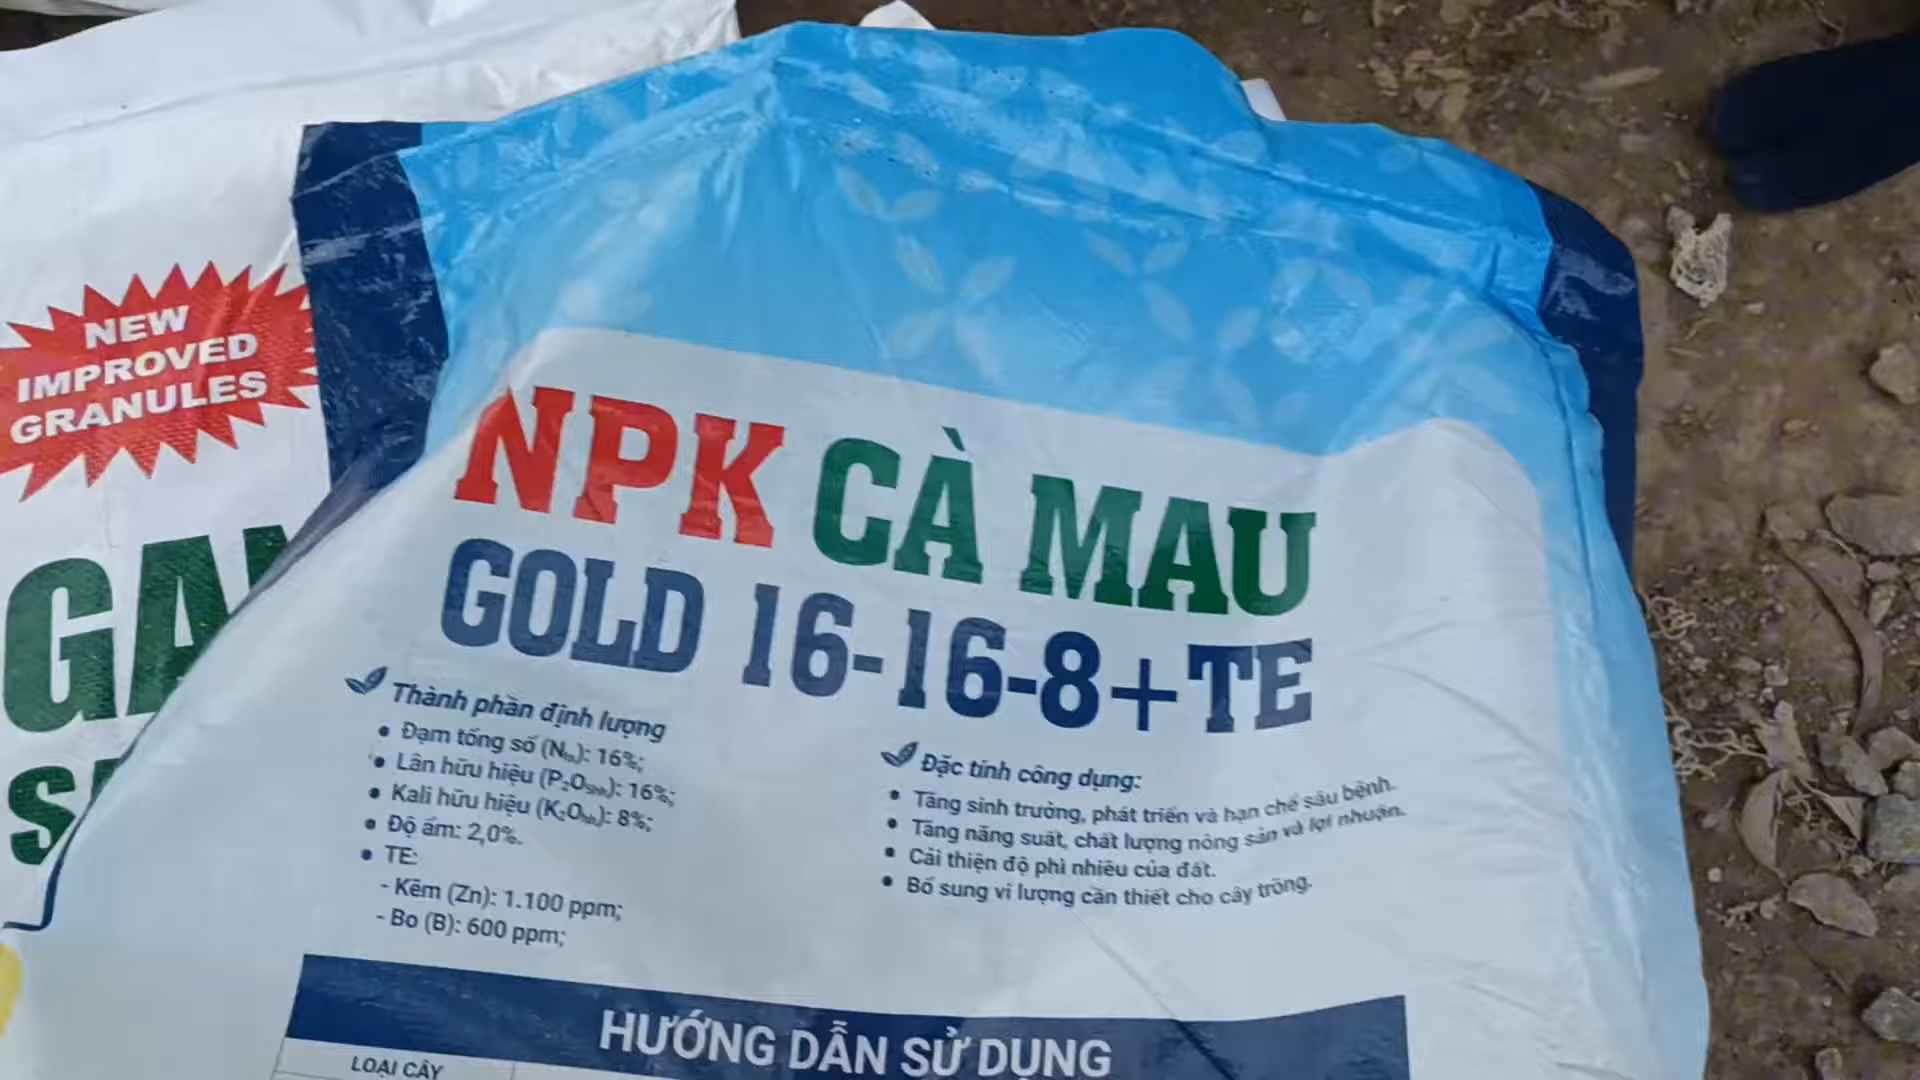 NEW
IMPROVED
GRANULES
NPK CÀ MAU
GOLD 16-16-8+TE
Thành phần định lượng
• Đạm tổng số (Nts): 16%;
• Lân hữu hiệu (P₂O₅hh): 16%;
• Kali hữu hiệu (K₂Ohh): 8%;
• Độ ẩm: 2,0%.
• TE:
- Kẽm (Zn): 1.100 ppm;
- Bo (B): 600 ppm;
Đặc tính công dụng:
• Tăng sinh trưởng, phát triển và hạn chế sâu bệnh.
• Tăng năng suất, chất lượng nông sản và lợi nhuận.
• Cải thiện độ phì nhiêu của đất.
• Bổ sung vi lượng cần thiết cho cây trồng.
HƯỚNG DẪN SỬ DỤNG
LOẠI CÂY